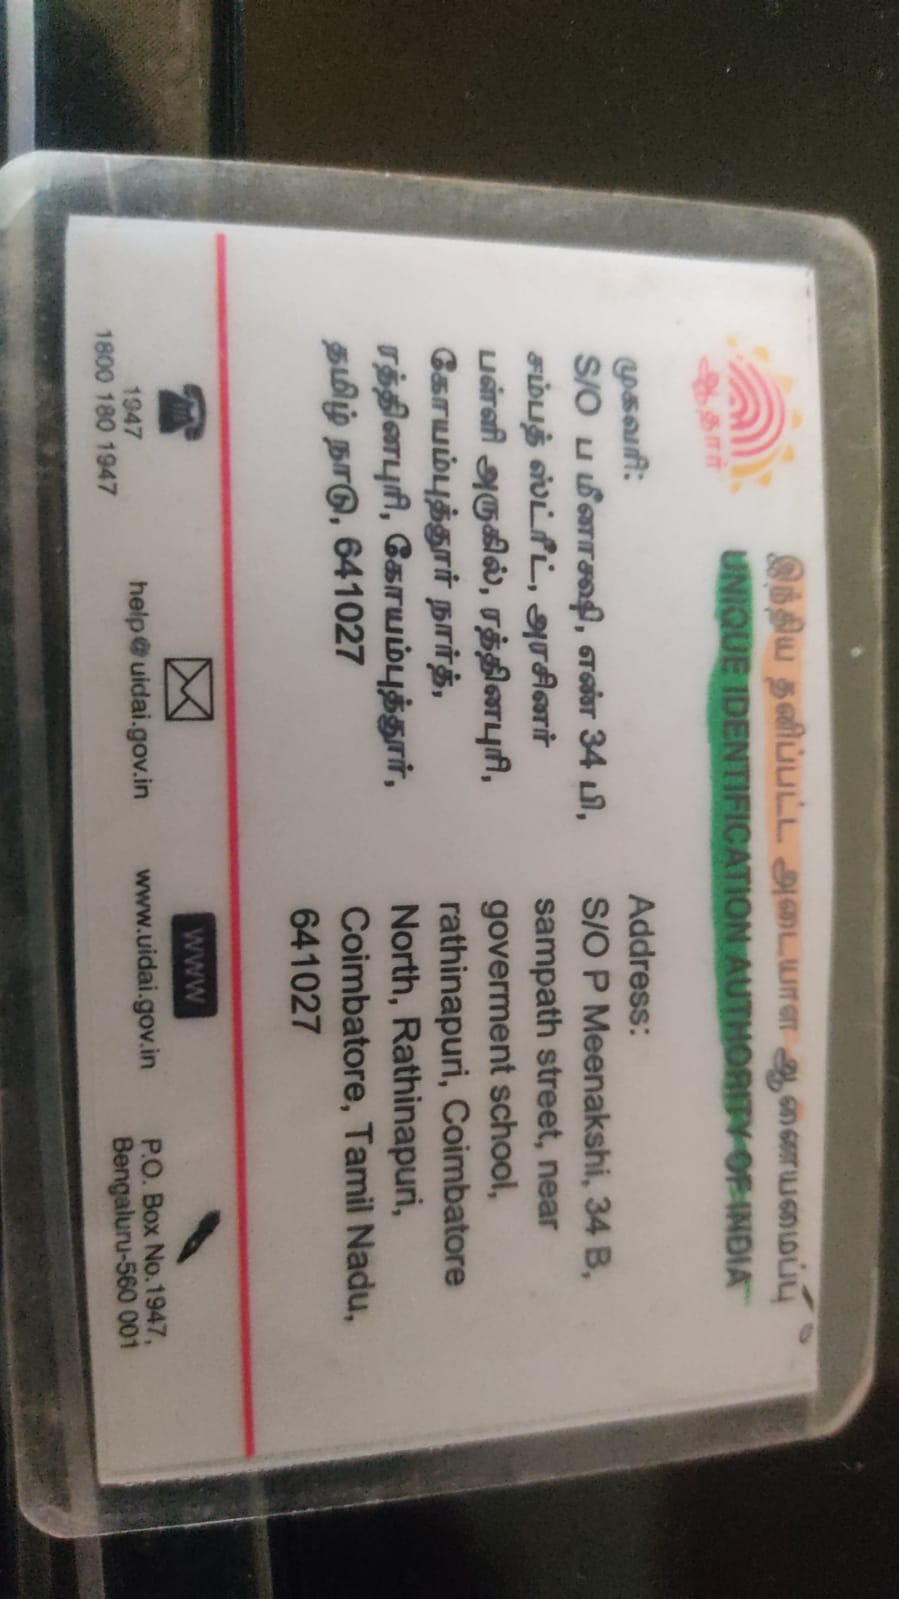 இந்திய தனிப்பட்ட அடையாள ஆணையமைப்பு
UNIQUE IDENTIFICATION AUTHORITY OF INDIA
ஆதார்
முகவரி:
S/O ப மீனாக்ஷி, எண் 34 பி,
சம்பத் ஸ்ட்ரீட், அரசினர்
பள்ளி அருகில், ரத்தினபுரி,
கோயம்புத்தூர் நார்த்,
ரத்தினபுரி, கோயம்புத்தூர்,
தமிழ் நாடு, 641027
Address:
S/O P Meenakshi, 34 B,
sampath street, near
goverment school,
rathinapuri, Coimbatore
North, Rathinapuri,
Coimbatore, Tamil Nadu,
641027
1947
1800 180 1947
help@uidai.gov.in
WWW
www.uidai.gov.in
P.O. Box No.1947,
Bengaluru-560 001